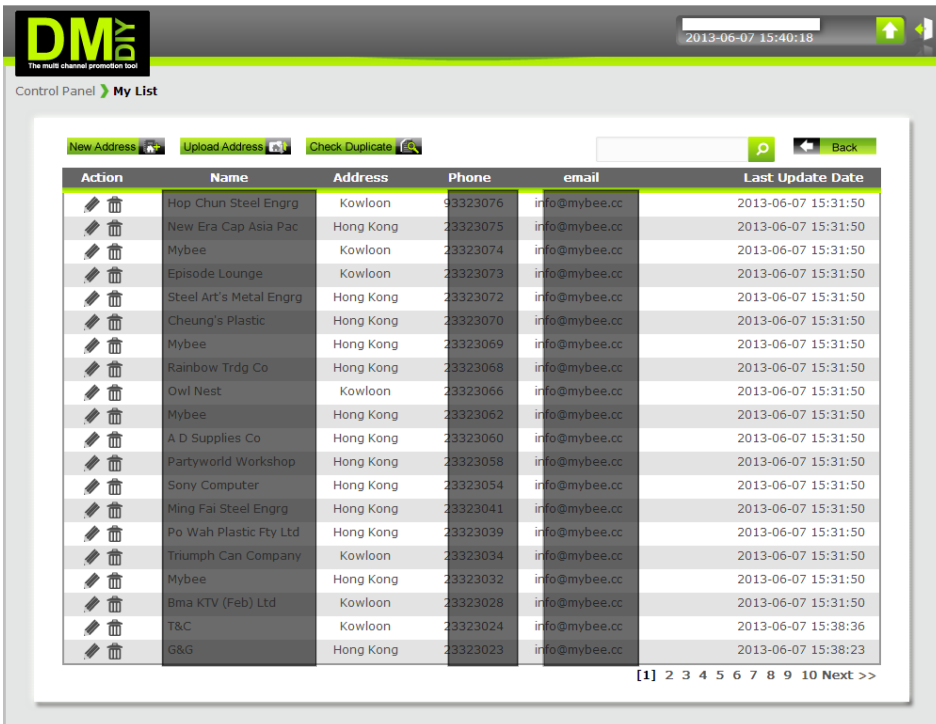 DM DIY
The multi channel promotion tool
2013-06-07 15:40:18
Control Panel My List
New Address Upload Address Check Duplicate Back
Action Name Address Phone email Last Update Date
Hop Chun Steel Engrg Kowloon 93323076 info@mybee.cc 2013-06-07 15:31:50
New Era Cap Asia Pac Hong Kong 23323075 info@mybee.cc 2013-06-07 15:31:50
Mybee Kowloon 23323074 info@mybee.cc 2013-06-07 15:31:50
Episode Lounge Kowloon 23323073 info@mybee.cc 2013-06-07 15:31:50
Steel Art's Metal Engrg Hong Kong 23323072 info@mybee.cc 2013-06-07 15:31:50
Cheung's Plastic Hong Kong 23323070 info@mybee.cc 2013-06-07 15:31:50
Mybee Hong Kong 23323069 info@mybee.cc 2013-06-07 15:31:50
Rainbow Trdg Co Hong Kong 23323068 info@mybee.cc 2013-06-07 15:31:50
Owl Nest Kowloon 23323066 info@mybee.cc 2013-06-07 15:31:50
Mybee Hong Kong 23323062 info@mybee.cc 2013-06-07 15:31:50
A D Supplies Co Hong Kong 23323060 info@mybee.cc 2013-06-07 15:31:50
Partyworld Workshop Hong Kong 23323058 info@mybee.cc 2013-06-07 15:31:50
Sony Computer Hong Kong 23323054 info@mybee.cc 2013-06-07 15:31:50
Ming Fai Steel Engrg Hong Kong 23323041 info@mybee.cc 2013-06-07 15:31:50
Po Wah Plastic Fty Ltd Hong Kong 23323039 info@mybee.cc 2013-06-07 15:31:50
Triumph Can Company Kowloon 23323034 info@mybee.cc 2013-06-07 15:31:50
Mybee Hong Kong 23323032 info@mybee.cc 2013-06-07 15:31:50
Bma KTV (Feb) Ltd Kowloon 23323028 info@mybee.cc 2013-06-07 15:31:50
T&C Kowloon 23323024 info@mybee.cc 2013-06-07 15:38:36
G&G Hong Kong 23323023 info@mybee.cc 2013-06-07 15:38:23
[1] 2 3 4 5 6 7 8 9 10 Next >>